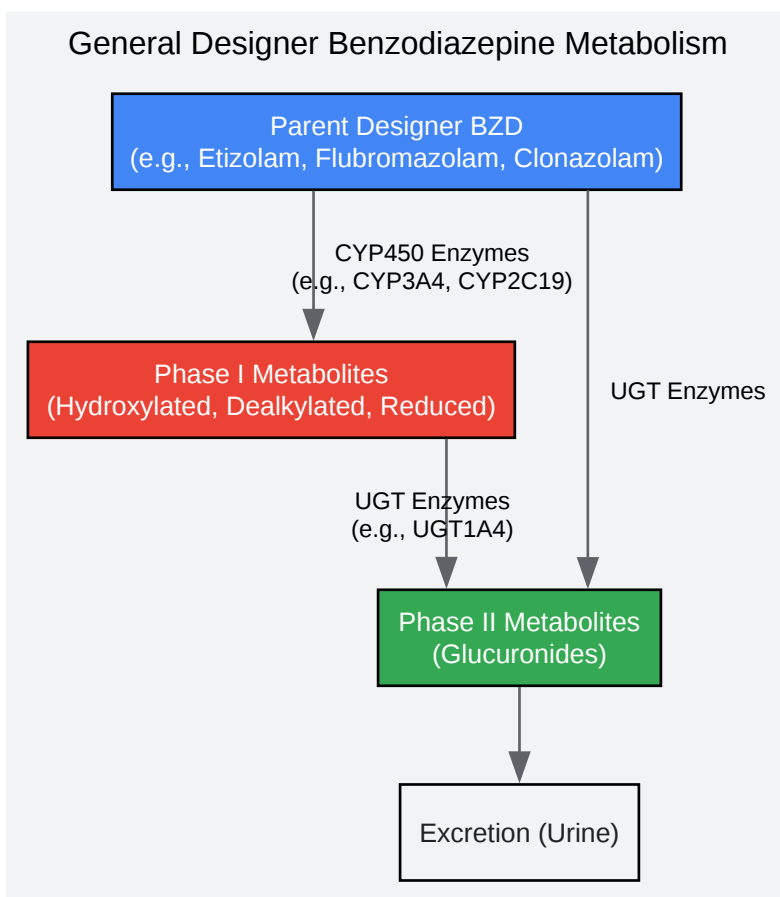 General Designer Benzodiazepine Metabolism
Parent Designer BZD
(e.g., Etizolam, Flubromazolam, Clonazolam)
CYP450 Enzymes
(e.g., CYP3A4, CYP2C19)
Phase I Metabolites
(Hydroxylated, Dealkylated, Reduced)
UGT Enzymes
UGT Enzymes
(e.g., UGT1A4)
Phase II Metabolites
(Glucuronides)
Excretion (Urine)